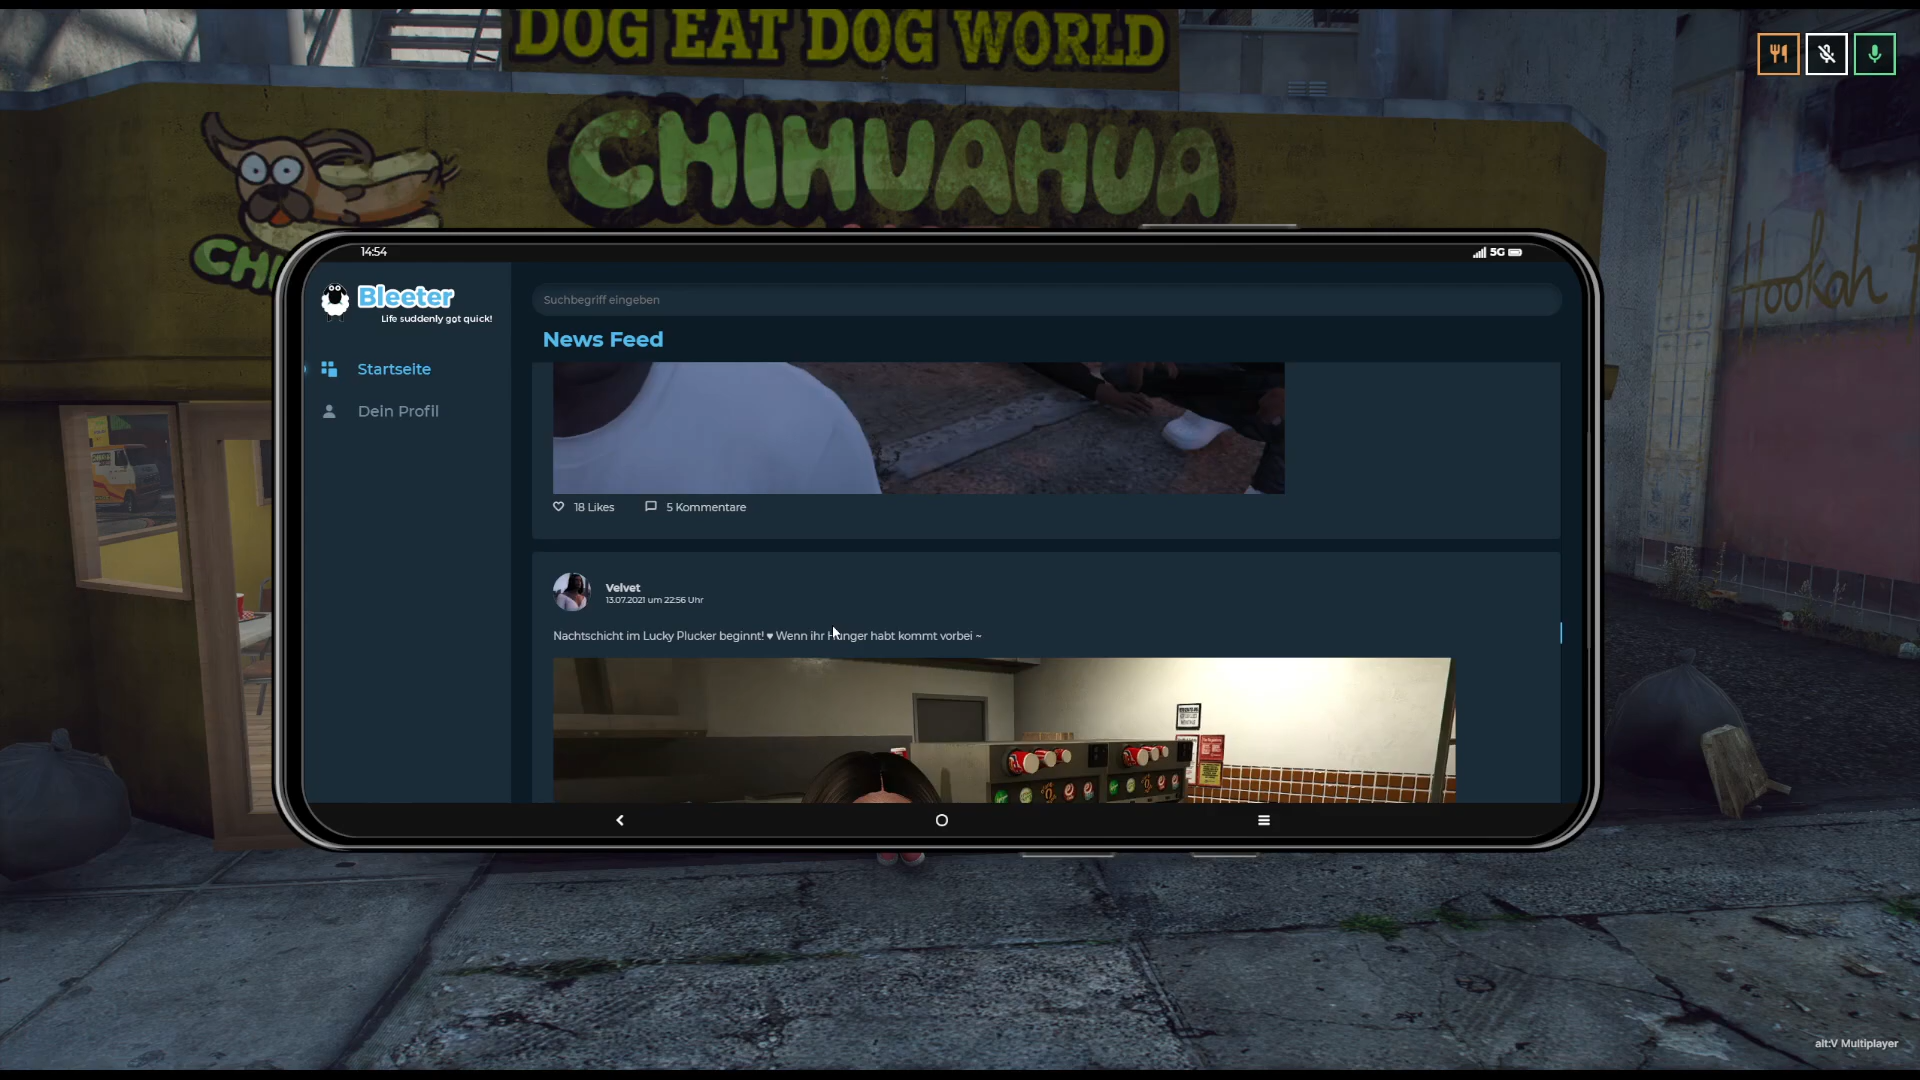 DOG EAT DOG WORLD
CHIHUAHUA
CHI
14:54
5G
Bleeter
Life suddenly got quick!
Suchbegriff eingeben
News Feed
Startseite
Dein Profil
18 Likes
5 Kommentare
Velvet
13.07.2021 um 22:56 Uhr
Nachtschicht im Lucky Plucker beginnt! ♥ Wenn ihr Hunger habt kommt vorbei ~
Hookah
alt:V Multiplayer